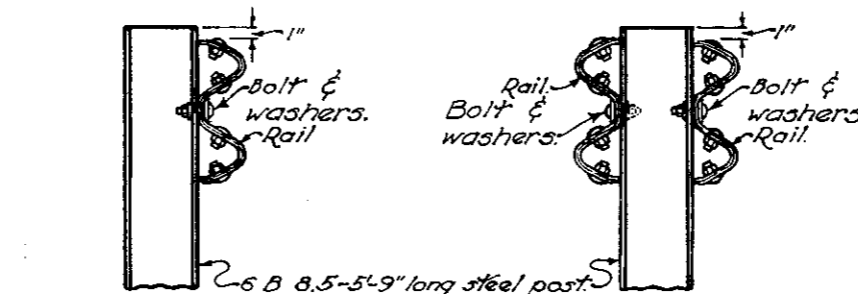 1"
Bolt &
washers.
Rail
1"
Rail.
Bolt &
washers.
Bolt &
washers
Rail.
6 B 8.5-5'-9" long steel post.